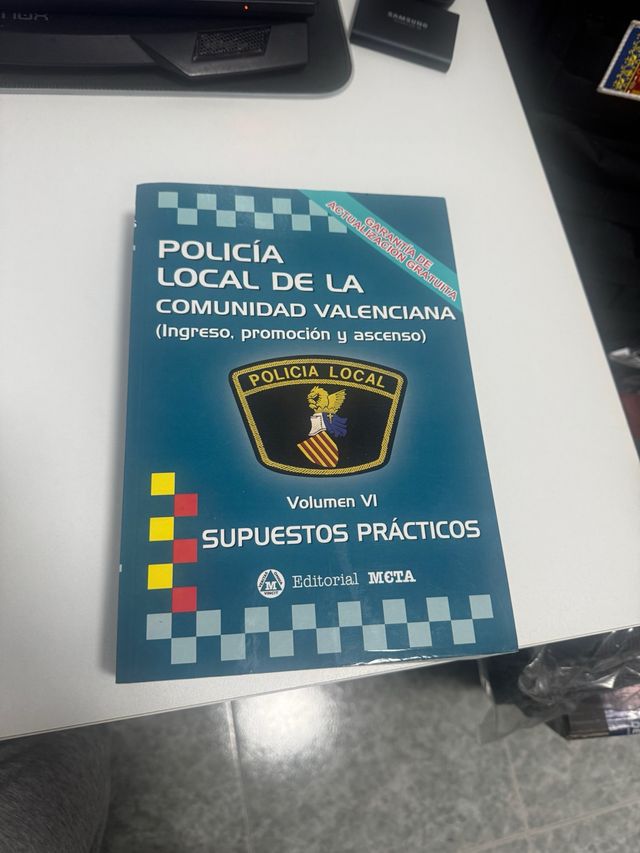 SAMSUNG
GARANTÍA DE
ACTUALIZACIÓN GRATUITA
POLICÍA
LOCAL DE LA
COMUNIDAD VALENCIANA
(Ingreso, promoción y ascenso)
POLICIA LOCAL
Volumen VI
SUPUESTOS PRÁCTICOS
M
Editorial META